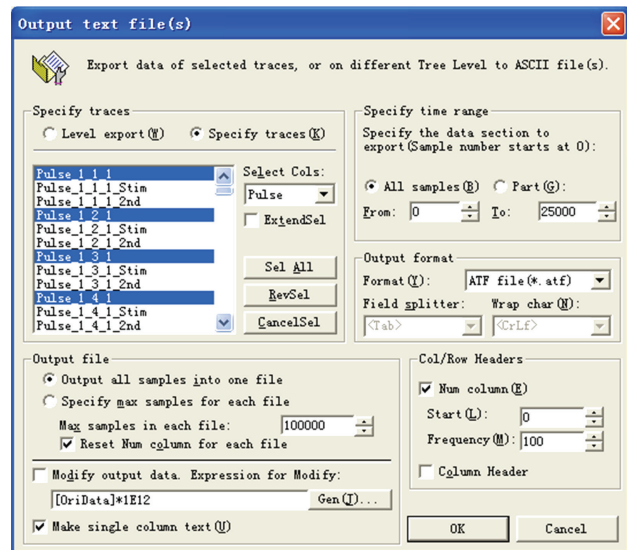 Output text file(s)
Export data of selected traces, or on different Tree Level to ASCII file(s).
Specify traces
Level export(W) Specify traces(K)
Pulse_1_1_1
Pulse_1_1_1_Stim
Pulse_1_1_1_2nd
Pulse_1_2_1
Pulse_1_2_1_Stim
Pulse_1_2_1_2nd
Pulse_1_3_1
Pulse_1_3_1_Stim
Pulse_1_3_1_2nd
Pulse_1_4_1
Pulse_1_4_1_Stim
Pulse_1_4_1_2nd
Select Cols:
Pulse
ExtendSel
Sel All
RevSel
CancelSel
Specify time range
Specify the data section to
export(Sample number starts at 0):
All samples(B) Part(G):
From: 0 To: 25000
Output format
Format(Y): ATF file(*.atf)
Field splitter: Wrap char(N):
<Tab> <CrLf>
Output file
Output all samples into one file
Specify max samples for each file
Max samples in each file: 100000
Reset Num column for each file
Modify output data. Expression for Modify:
[OriData]*1E12 Gen(T)...
Make single column text(U)
Col/Row Headers
Num column(E)
Start(L): 0
Frequency(M): 100
Column Header
OK Cancel